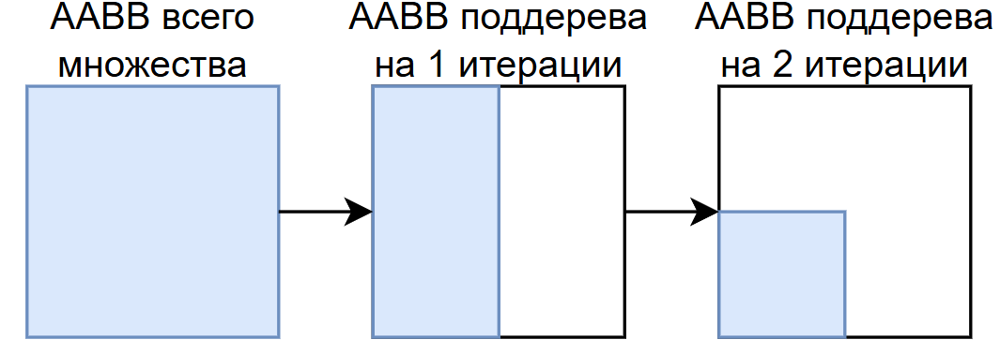 AABB всего
множества
AABB поддерева
на 1 итерации
AABB поддерева
на 2 итерации